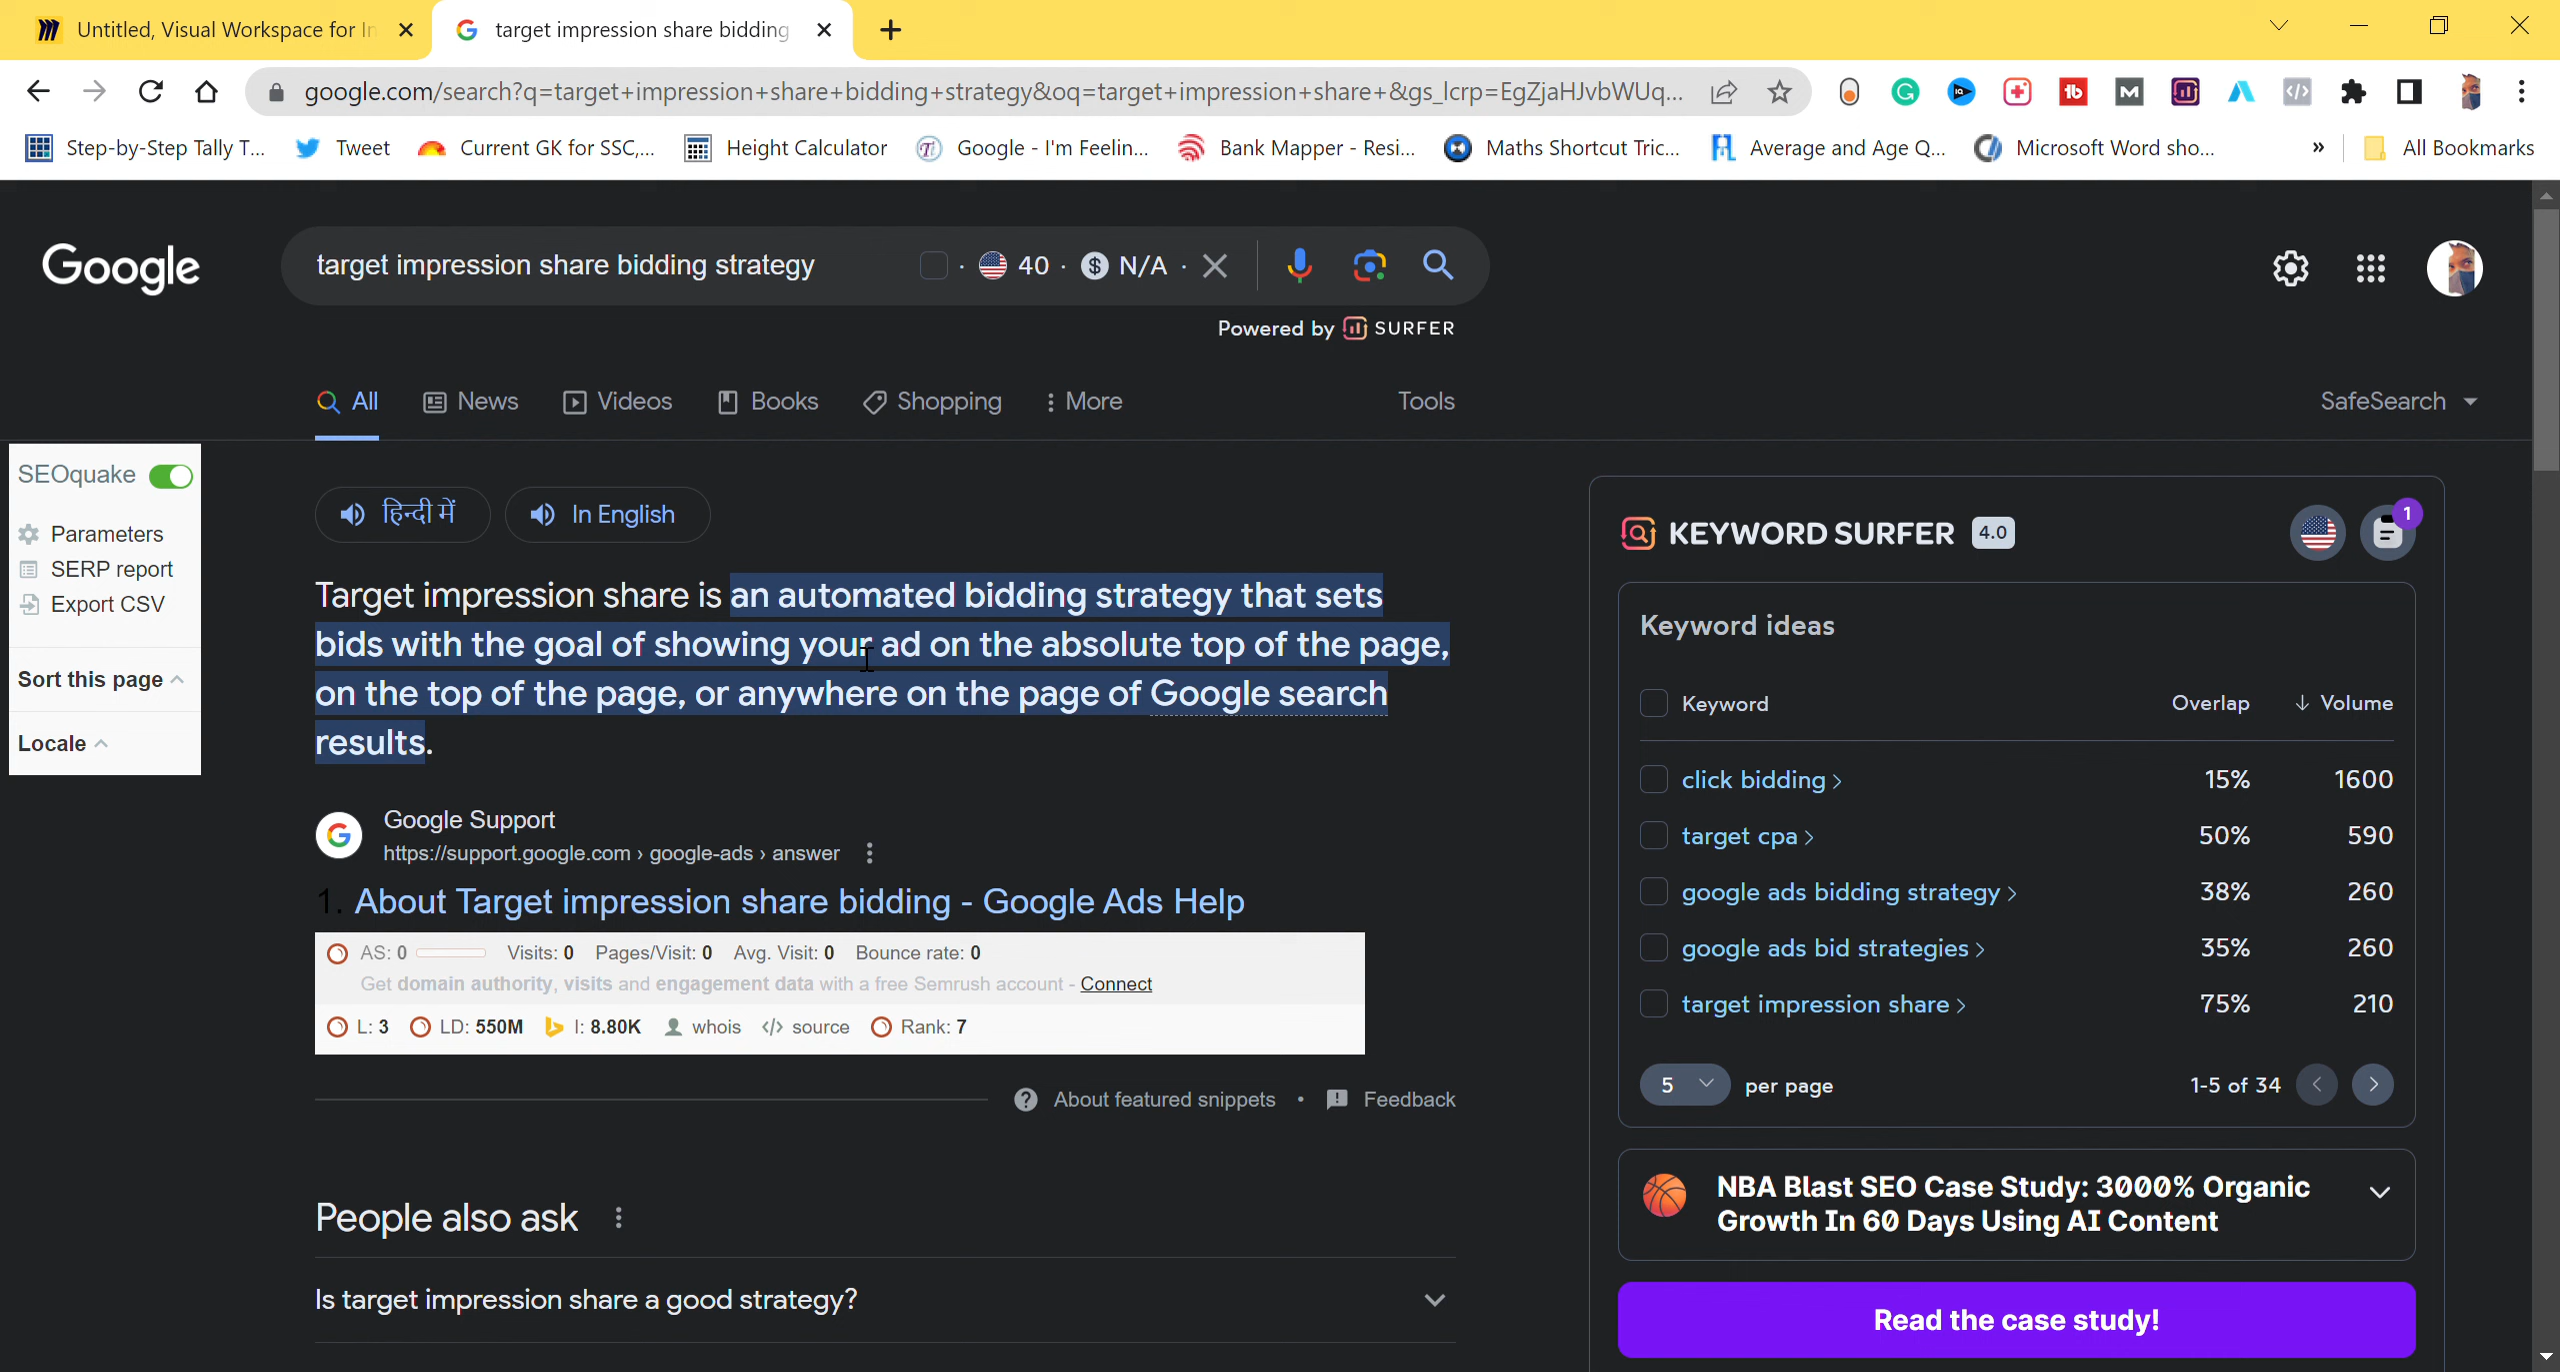 Untitled, Visual Workspace for In
target impression share bidding
google.com/search?q=target+impression+share+bidding+strategy&oq=target+impression+share+&gs_lcrp=EgZjaHJvbWUq...
Step-by-Step Tally T...
Tweet
Current GK for SSC,...
Height Calculator
Google - I'm Feelin...
Bank Mapper - Resi...
Maths Shortcut Tric...
Average and Age Q...
Microsoft Word sho...
»
All Bookmarks
Google
target impression share bidding strategy
40 · N/A ·
Powered by SURFER
All
News
Videos
Books
Shopping
More
Tools
SafeSearch
SEOquake
Parameters
SERP report
Export CSV
Sort this page
Locale
हिन्दी में
In English
Target impression share is an automated bidding strategy that sets
bids with the goal of showing your ad on the absolute top of the page,
on the top of the page, or anywhere on the page of Google search
results.
Google Support
https://support.google.com › google-ads › answer
1. About Target impression share bidding - Google Ads Help
AS: 0 Visits: 0 Pages/Visit: 0 Avg. Visit: 0 Bounce rate: 0
Get domain authority, visits and engagement data with a free Semrush account - Connect
L: 3 LD: 550M I: 8.80K whois </> source Rank: 7
About featured snippets • Feedback
People also ask
Is target impression share a good strategy?
KEYWORD SURFER 4.0
1
Keyword ideas
Keyword Overlap ↓ Volume
click bidding > 15% 1600
target cpa > 50% 590
google ads bidding strategy > 38% 260
google ads bid strategies > 35% 260
target impression share > 75% 210
5 per page 1-5 of 34
NBA Blast SEO Case Study: 3000% Organic
Growth In 60 Days Using AI Content
Read the case study!